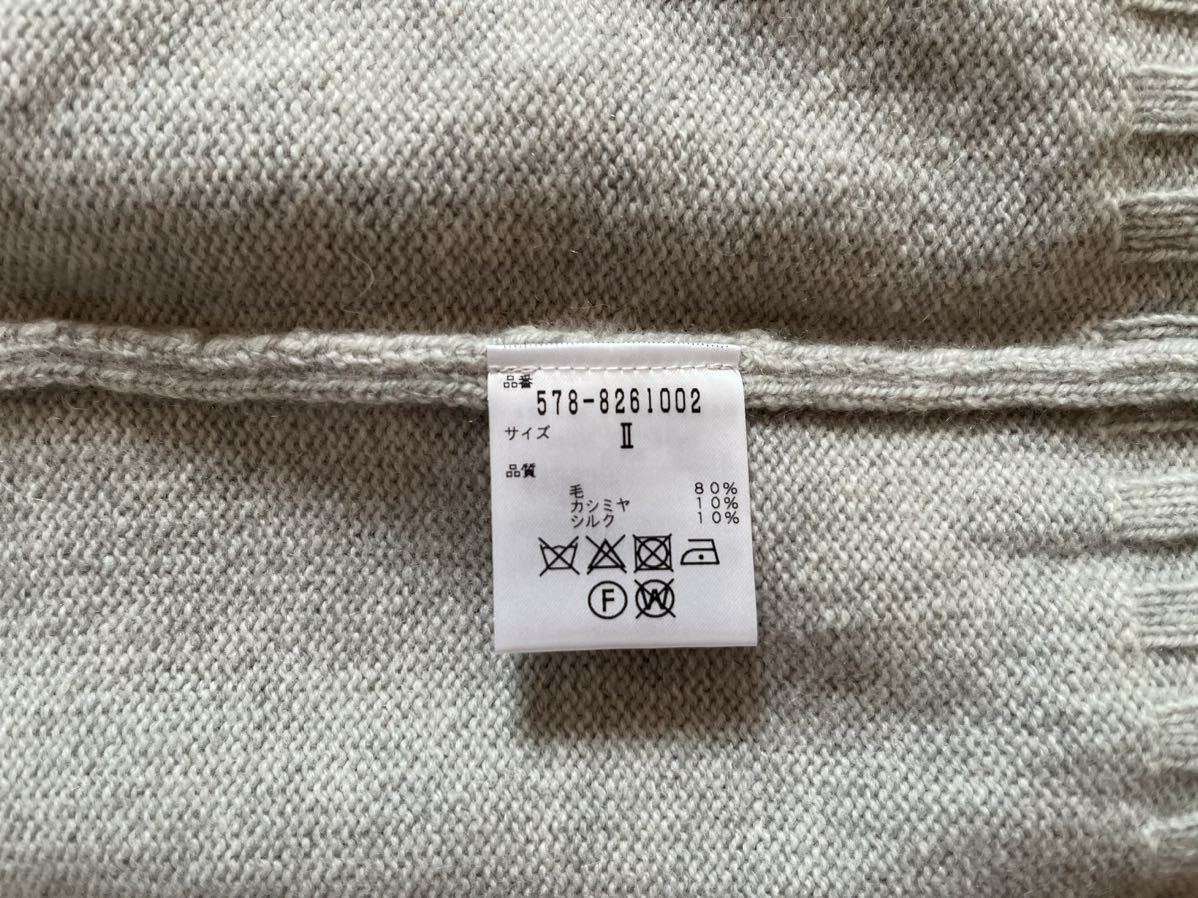 品番
578-8261002
サイズ Ⅱ
品質
毛 80%
カシミヤ 10%
シルク 10%
F W